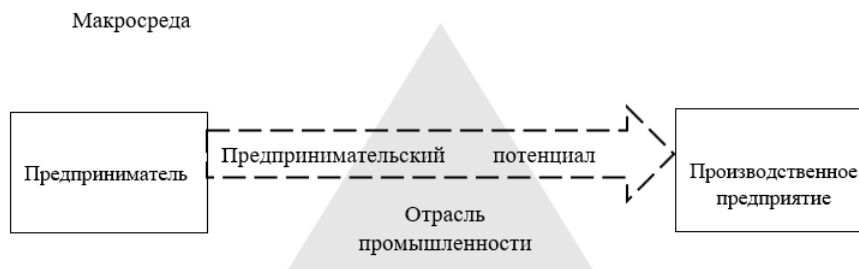 Макросреда
Предприниматель
Предпринимательский потенциал
Производственное
предприятие
Отрасль
промышленности